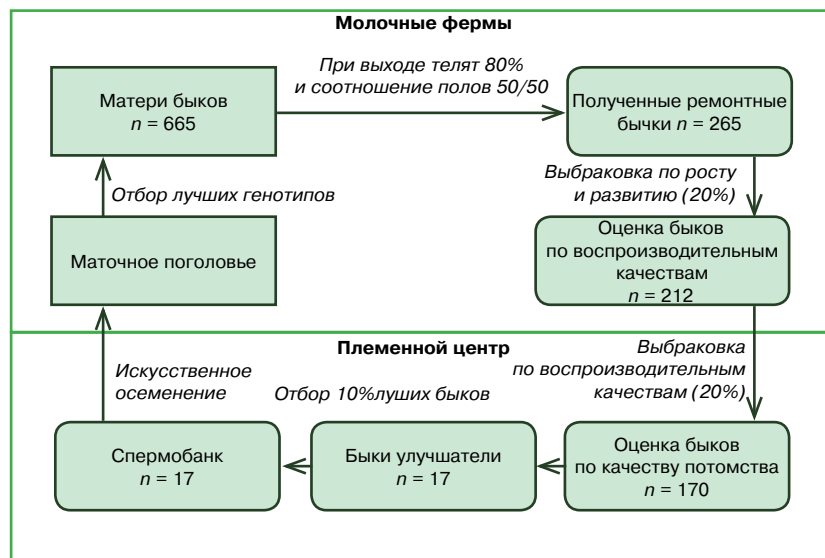 Молочные фермы
Матери быков
n = 665
При выходе телят 80%
и соотношение полов 50/50
Полученные ремонтные
бычки n = 265
Выбраковка по росту
и развитию (20%)
Отбор лучших генотипов
Маточное поголовье
Оценка быков
по воспроизводительным
качествам
n = 212
Племенной центр
Выбраковка
по воспроизводительным
качествам (20%)
Искусственное
осеменение
Отбор 10%луших быков
Спермобанк
n = 17
Быки улучшатели
n = 17
Оценка быков
по качеству потомства
n = 170